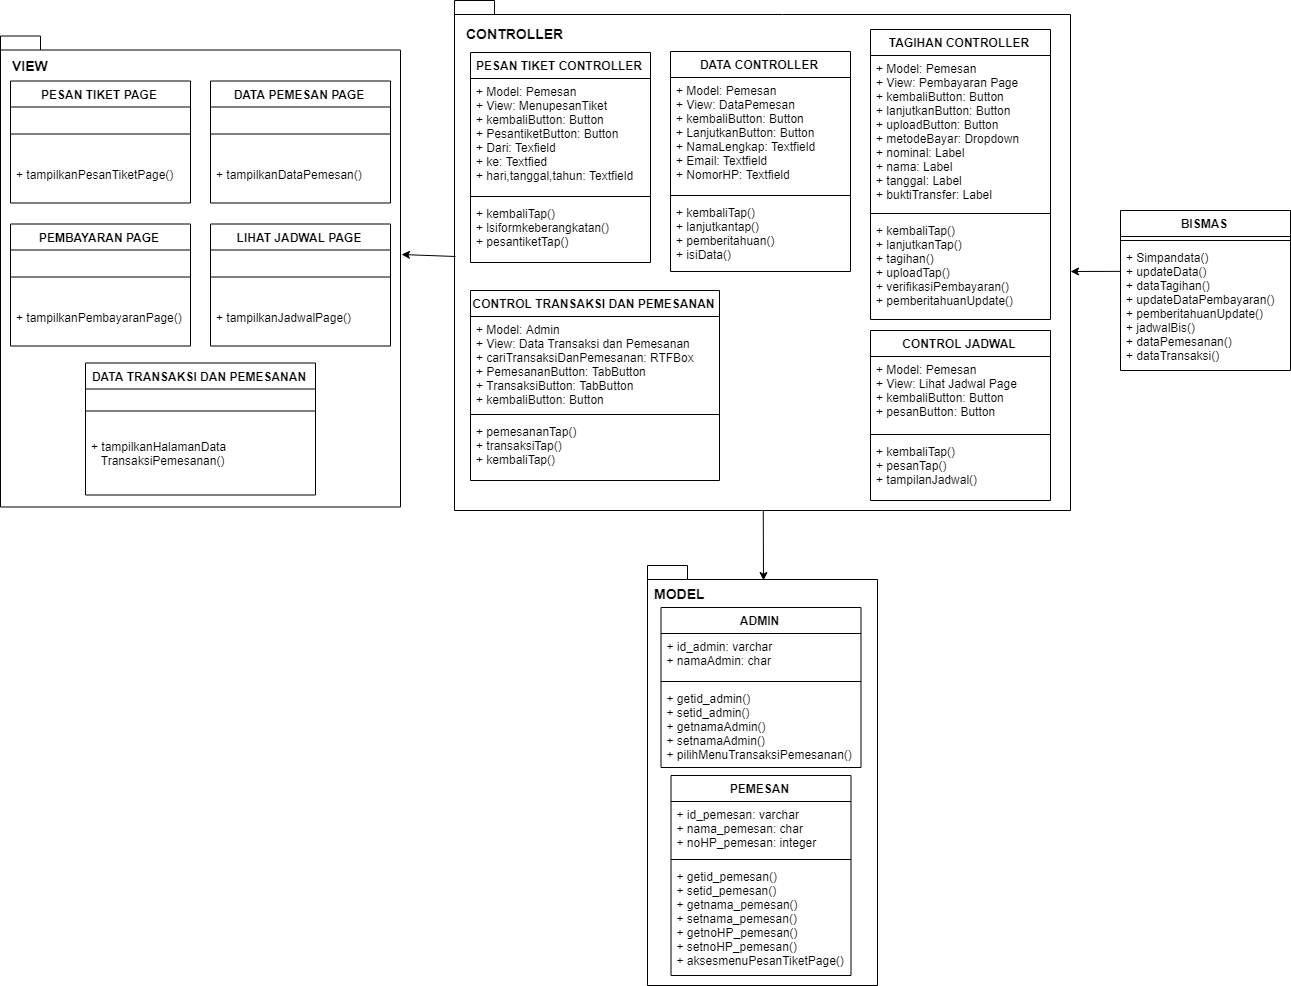 VIEW
PESAN TIKET PAGE
+ tampilkanPesanTiketPage()
DATA PEMESAN PAGE
+ tampilkanDataPemesan()
PEMBAYARAN PAGE
+ tampilkanPembayaranPage()
LIHAT JADWAL PAGE
+ tampilkanJadwalPage()
DATA TRANSAKSI DAN PEMESANAN
+ tampilkanHalamanData
TransaksiPemesanan()
CONTROLLER
PESAN TIKET CONTROLLER
+ Model: Pemesan
+ View: MenupesanTiket
+ kembaliButton: Button
+ PesantiketButton: Button
+ Dari: Texfield
+ ke: Textfied
+ hari,tanggal,tahun: Textfield
+ kembaliTap()
+ Isiformkeberangkatan()
+ pesantiketTap()
DATA CONTROLLER
+ Model: Pemesan
+ View: DataPemesan
+ kembaliButton: Button
+ LanjutkanButton: Button
+ NamaLengkap: Textfield
+ Email: Textfield
+ NomorHP: Textfield
+ kembaliTap()
+ lanjutkantap()
+ pemberitahuan()
+ isiData()
TAGIHAN CONTROLLER
+ Model: Pemesan
+ View: Pembayaran Page
+ kembaliButton: Button
+ lanjutkanButton: Button
+ uploadButton: Button
+ metodeBayar: Dropdown
+ nominal: Label
+ nama: Label
+ tanggal: Label
+ buktiTransfer: Label
+ kembaliTap()
+ lanjutkanTap()
+ tagihan()
+ uploadTap()
+ verifikasiPembayaran()
+ pemberitahuanUpdate()
CONTROL TRANSAKSI DAN PEMESANAN
+ Model: Admin
+ View: Data Transaksi dan Pemesanan
+ cariTransaksiDanPemesanan: RTFBox
+ PemesananButton: TabButton
+ TransaksiButton: TabButton
+ kembaliButton: Button
+ pemesananTap()
+ transaksiTap()
+ kembaliTap()
CONTROL JADWAL
+ Model: Pemesan
+ View: Lihat Jadwal Page
+ kembaliButton: Button
+ pesanButton: Button
+ kembaliTap()
+ pesanTap()
+ tampilanJadwal()
BISMAS
+ Simpandata()
+ updateData()
+ dataTagihan()
+ updateDataPembayaran()
+ pemberitahuanUpdate()
+ jadwalBis()
+ dataPemesanan()
+ dataTransaksi()
MODEL
ADMIN
+ id_admin: varchar
+ namaAdmin: char
+ getid_admin()
+ setid_admin()
+ getnamaAdmin()
+ setnamaAdmin()
+ pilihMenuTransaksiPemesanan()
PEMESAN
+ id_pemesan: varchar
+ nama_pemesan: char
+ noHP_pemesan: integer
+ getid_pemesan()
+ setid_pemesan()
+ getnama_pemesan()
+ setnama_pemesan()
+ getnoHP_pemesan()
+ setnoHP_pemesan()
+ aksesmenuPesanTiketPage()